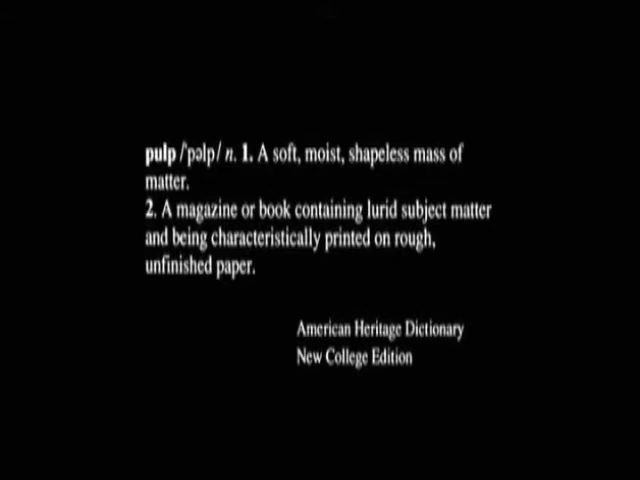 pulp /'pəlp/ n. 1. A soft, moist, shapeless mass of
matter.
2. A magazine or book containing lurid subject matter
and being characteristically printed on rough,
unfinished paper.
American Heritage Dictionary
New College Edition